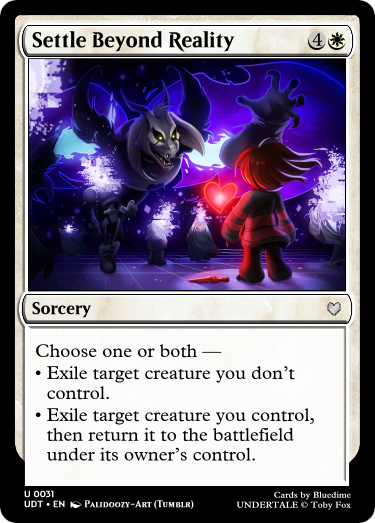 Settle Beyond Reality 4
Sorcery
Choose one or both —
• Exile target creature you don't
control.
• Exile target creature you control,
then return it to the battlefield
under its owner's control.
U 0031
Cards by Bluedime
UDT • EN Palidoozy-Art (Tumblr)
UNDERTALE © Toby Fox